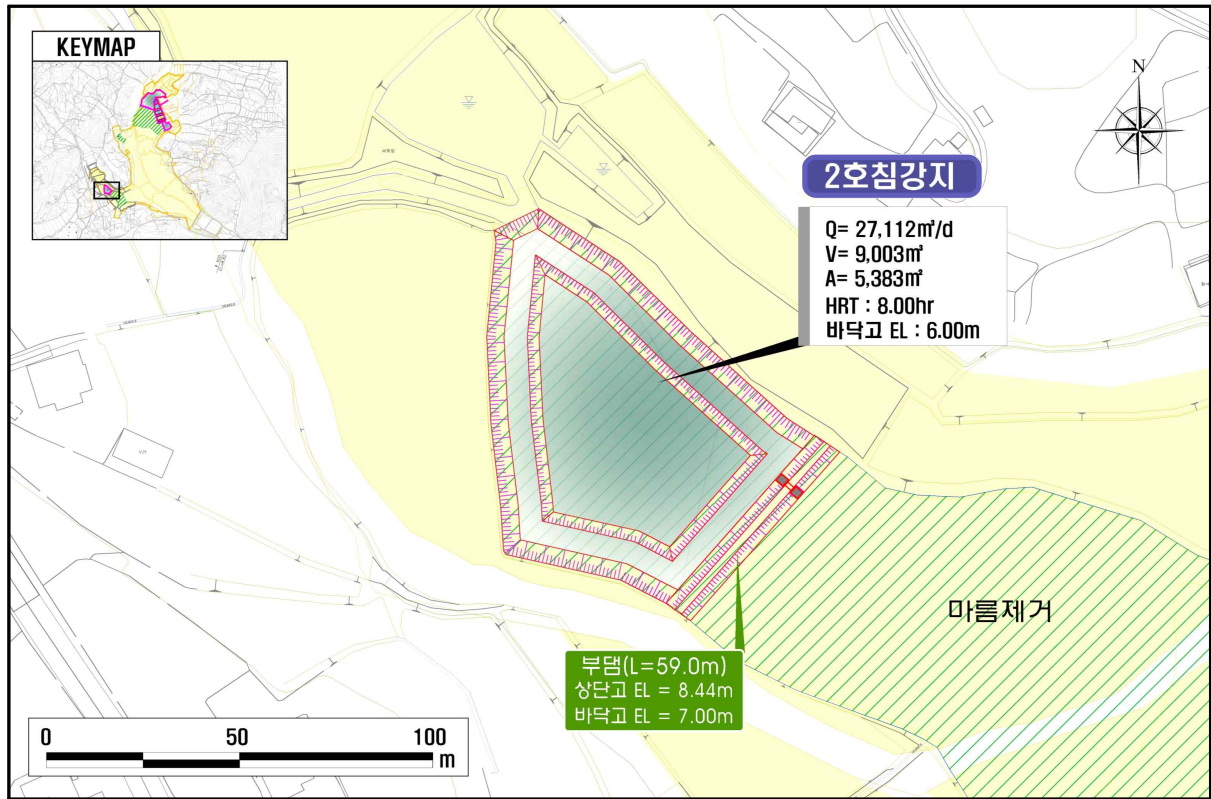 KEYMAP
N
2호침강지
Q= 27,112㎥/d
V= 9,003㎥
A= 5,383㎡
HRT : 8.00hr
바닥고 EL : 6.00m
마름제거
부댐(L=59.0m)
상단고 EL = 8.44m
바닥고 EL = 7.00m
0 50 100
m